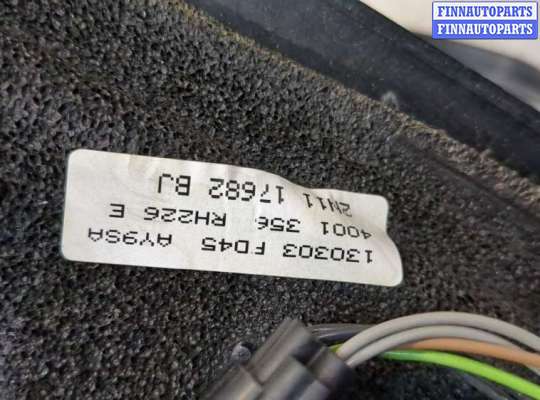 FINNAUTOPARTS
FINNAUTOPARTS
130303 FD45 AY9SA
4001 356 RH226 E
2N11 17682 BJ